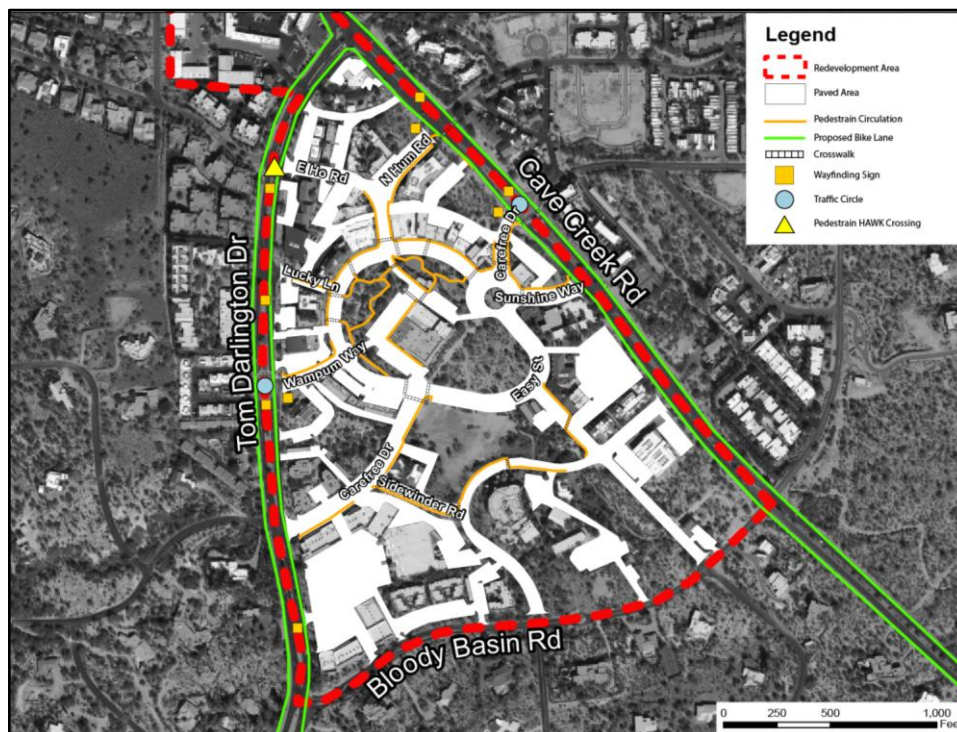 Legend
Redevelopment Area
Paved Area
Pedestrain Circulation
Proposed Bike Lane
Crosswalk
Wayfinding Sign
Traffic Circle
Pedestrain HAWK Crossing
E Ho Rd
N Hum Rd
Cave Creek Rd
Carefree Dr
Lucky Ln
Sunshine Way
Tom Darlington Dr
Wampum Way
Easy St
Carefree Dr
Sidewinder Rd
Bloody Basin Rd
0 250 500 1,000
Fee